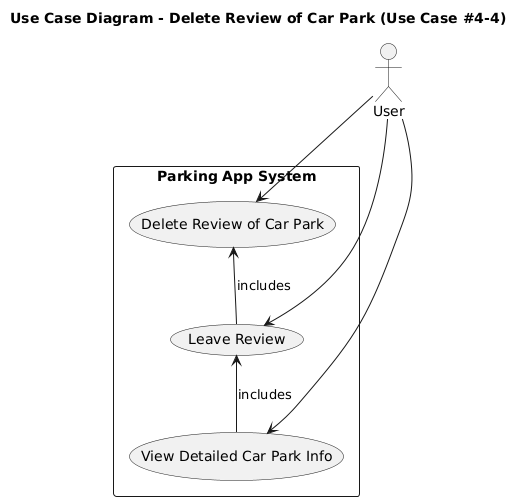 Use Case Diagram - Delete Review of Car Park (Use Case #4-4)
User
Parking App System
Delete Review of Car Park
includes
Leave Review
includes
View Detailed Car Park Info